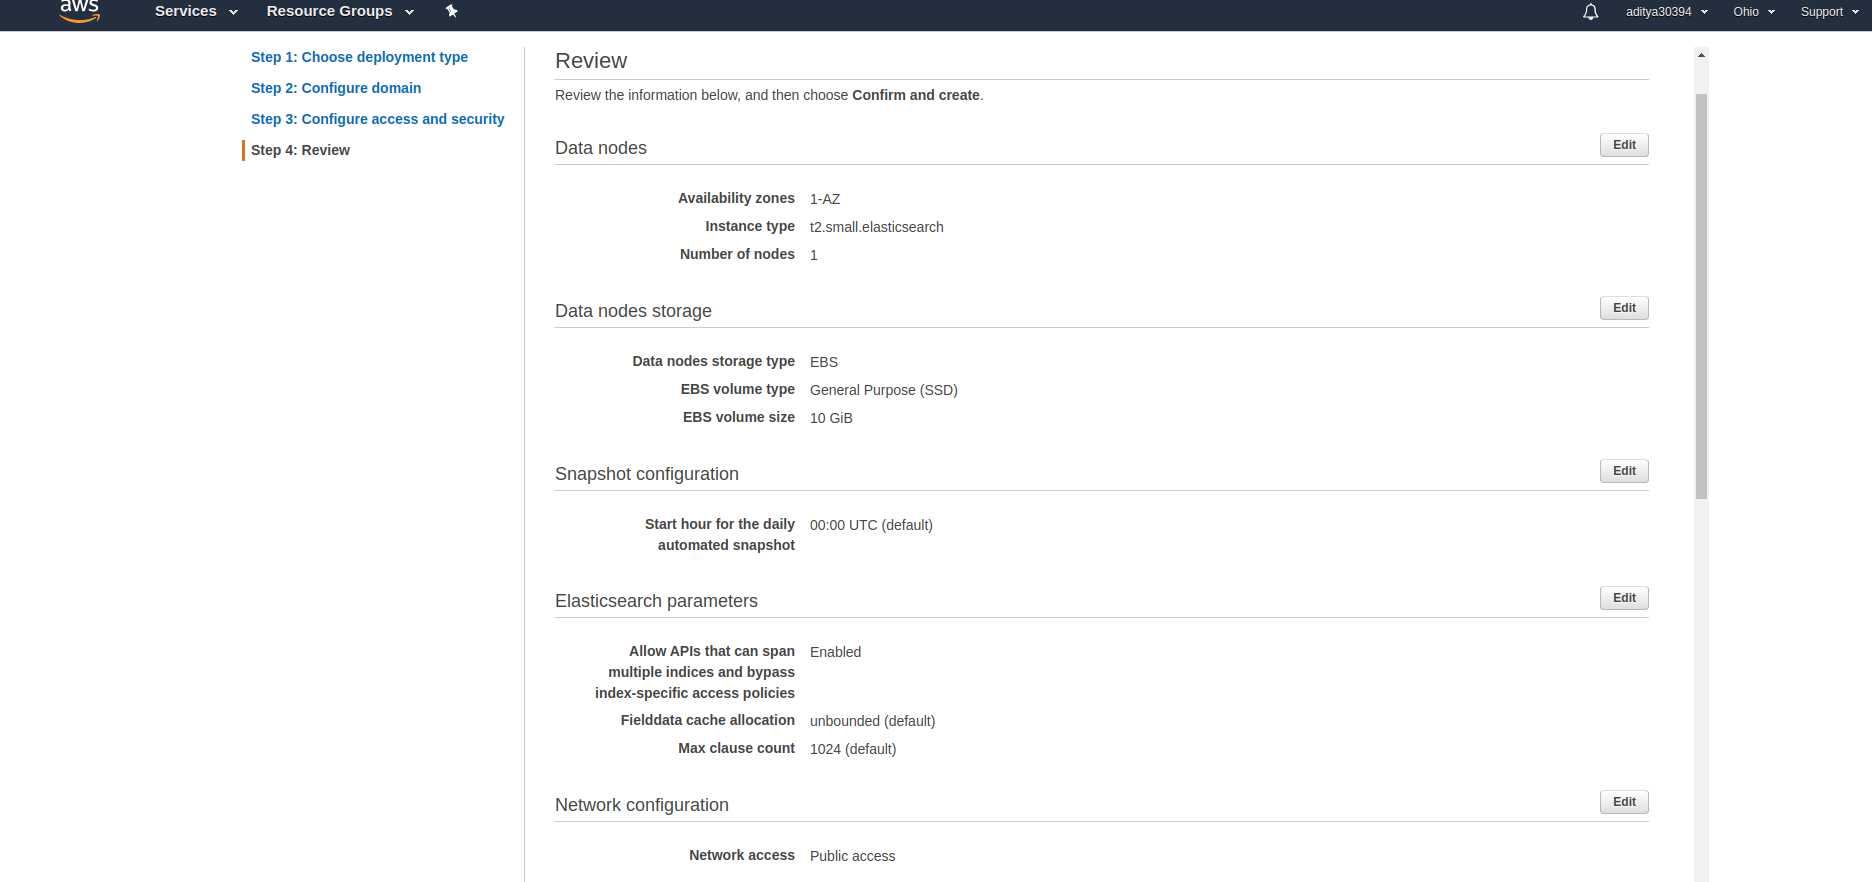 aws Services Resource Groups aditya30394 Ohio Support
Step 1: Choose deployment type
Step 2: Configure domain
Step 3: Configure access and security
Step 4: Review
Review
Review the information below, and then choose Confirm and create.
Data nodes Edit
Availability zones 1-AZ
Instance type t2.small.elasticsearch
Number of nodes 1
Data nodes storage Edit
Data nodes storage type EBS
EBS volume type General Purpose (SSD)
EBS volume size 10 GiB
Snapshot configuration Edit
Start hour for the daily 00:00 UTC (default)
automated snapshot
Elasticsearch parameters Edit
Allow APIs that can span Enabled
multiple indices and bypass
index-specific access policies
Fielddata cache allocation unbounded (default)
Max clause count 1024 (default)
Network configuration Edit
Network access Public access